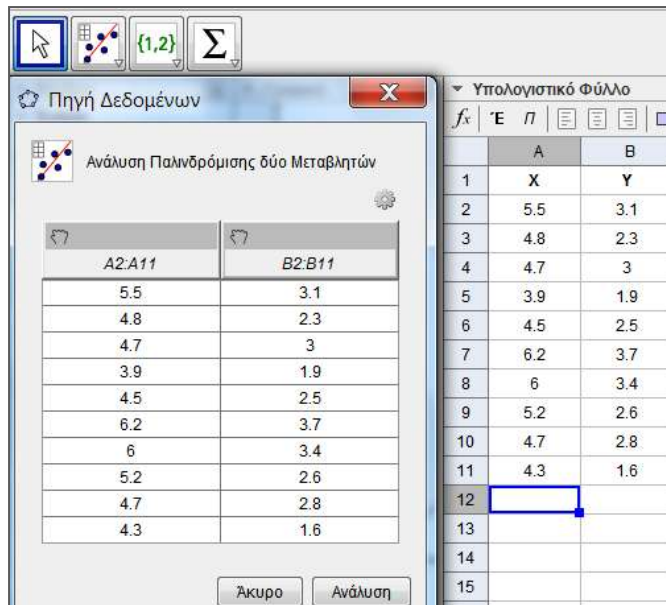 {1,2} Σ
Πηγή Δεδομένων X
Ανάλυση Παλινδρόμισης δύο Μεταβλητών
A2:A11 B2:B11
5.5 3.1
4.8 2.3
4.7 3
3.9 1.9
4.5 2.5
6.2 3.7
6 3.4
5.2 2.6
4.7 2.8
4.3 1.6
Άκυρο Ανάλυση
Υπολογιστικό Φύλλο
fx Έ Π
A B
1 X Y
2 5.5 3.1
3 4.8 2.3
4 4.7 3
5 3.9 1.9
6 4.5 2.5
7 6.2 3.7
8 6 3.4
9 5.2 2.6
10 4.7 2.8
11 4.3 1.6
12
13
14
15